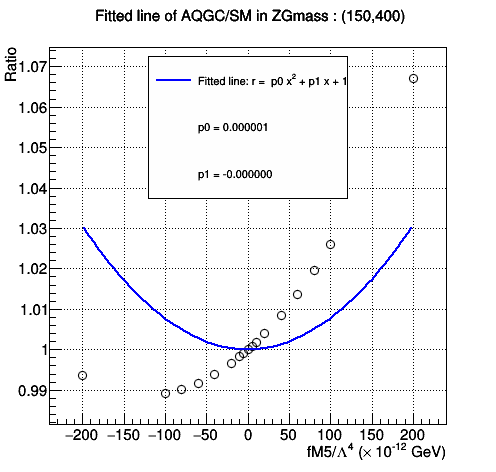 Fitted line of AQGC/SM in ZGmass : (150,400)
Ratio
1.07
1.06
1.05
1.04
1.03
1.02
1.01
1
0.99
Fitted line: r = p0 x² + p1 x + 1
p0 = 0.000001
p1 = -0.000000
−200 −150 −100 −50 0 50 100 150 200
fM5/Λ⁴ (× 10⁻¹² GeV)